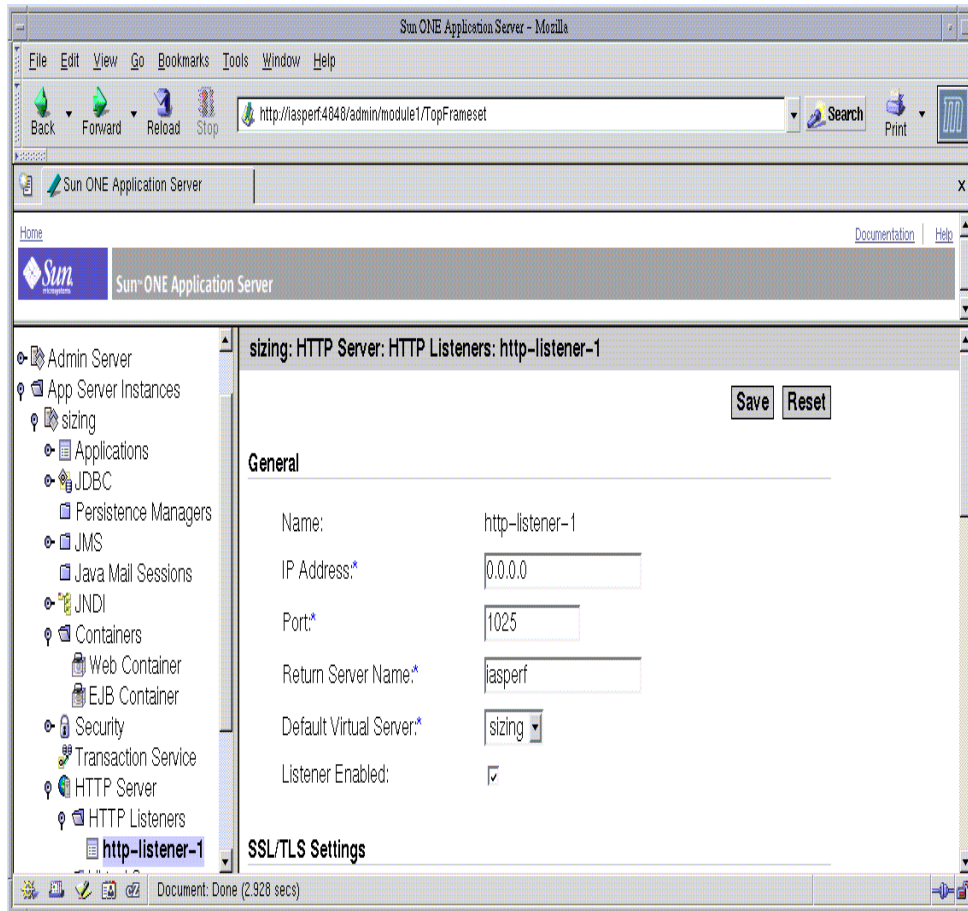 Sun ONE Application Server - Mozilla
File Edit View Go Bookmarks Tools Window Help
Back Forward Reload Stop http://iasperf:4848/admin/module1/TopFrameset Search Print
Sun ONE Application Server X
Home Documentation Help
Sun microsystems Sun™ ONE Application Server
Admin Server
App Server Instances
sizing
Applications
JDBC
Persistence Managers
JMS
Java Mail Sessions
JNDI
Containers
Web Container
EJB Container
Security
Transaction Service
HTTP Server
HTTP Listeners
http-listener-1
sizing: HTTP Server: HTTP Listeners: http-listener-1
Save Reset
General
Name: http-listener-1
IP Address:* 0.0.0.0
Port:* 1025
Return Server Name:* iasperf
Default Virtual Server:* sizing
Listener Enabled:
SSL/TLS Settings
Document: Done (2.928 secs)